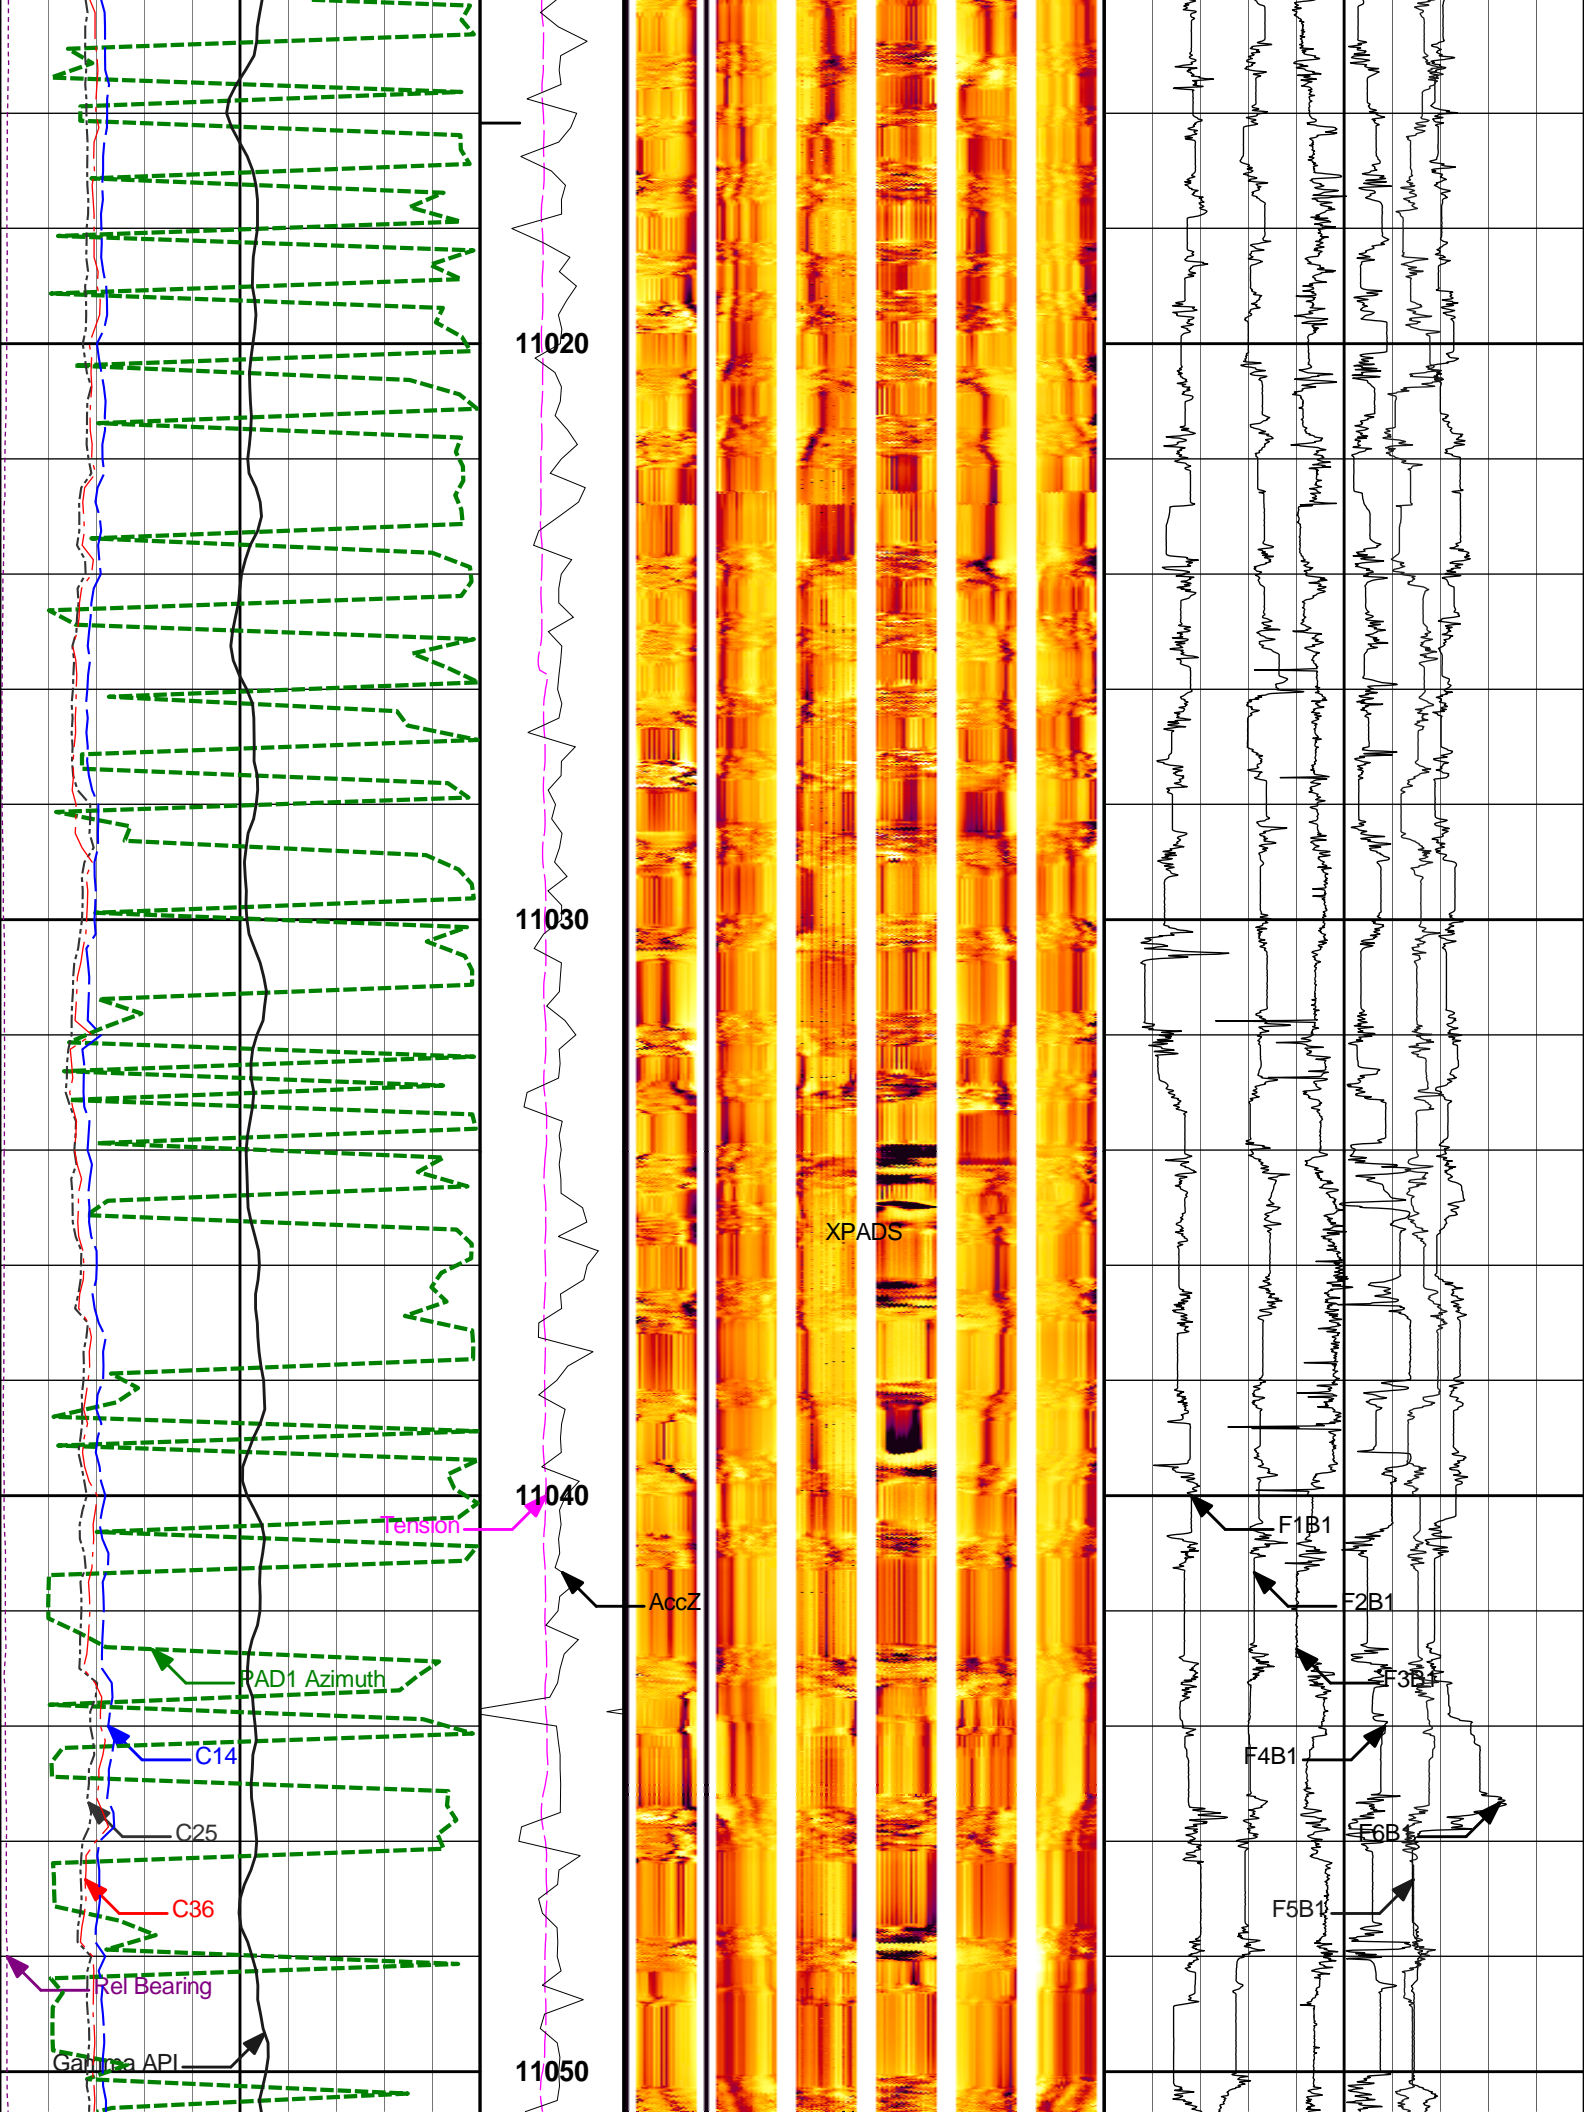 11020
11030
XPADS
11040
Tension
F1B1
AccZ
F2B1
PAD1 Azimuth
F3B1
C14
F4B1
C25
F6B1
C36
F5B1
Rel Bearing
Gamma API
11050